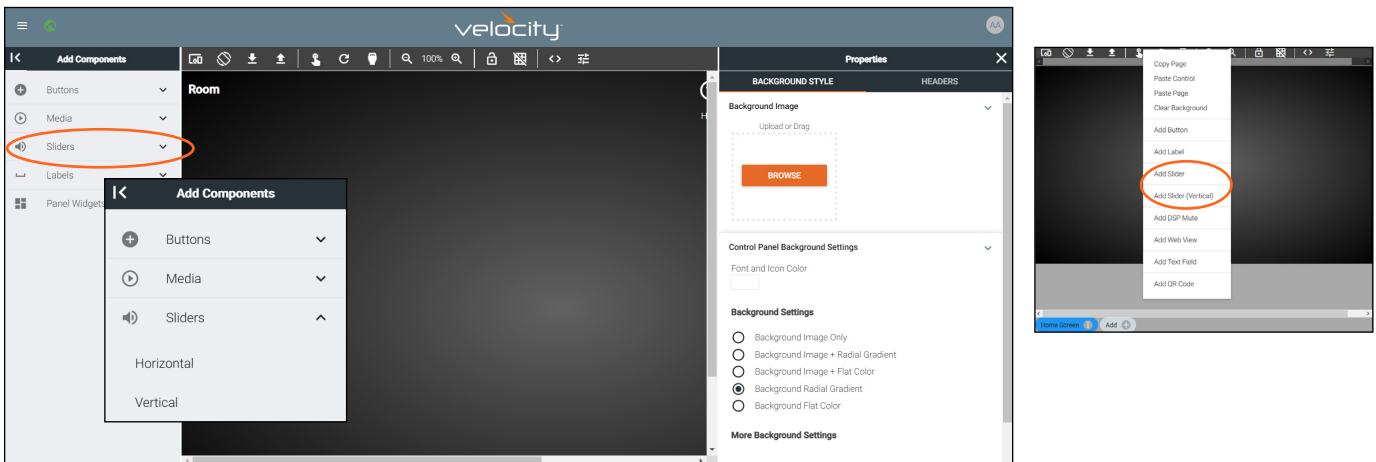 velocity
AA
Add Components
100%
Properties
Buttons
Media
Sliders
Labels
Panel Widgets
Room
H
BACKGROUND STYLE
HEADERS
Background Image
Upload or Drag
BROWSE
Control Panel Background Settings
Font and Icon Color
Background Settings
Background Image Only
Background Image + Radial Gradient
Background Image + Flat Color
Background Radial Gradient
Background Flat Color
More Background Settings
Add Components
Buttons
Media
Sliders
Horizontal
Vertical
Copy Page
Paste Control
Paste Page
Clear Background
Add Button
Add Label
Add Slider
Add Slider (Vertical)
Add DSP Mute
Add Web View
Add Text Field
Add QR Code
Home Screen
Add